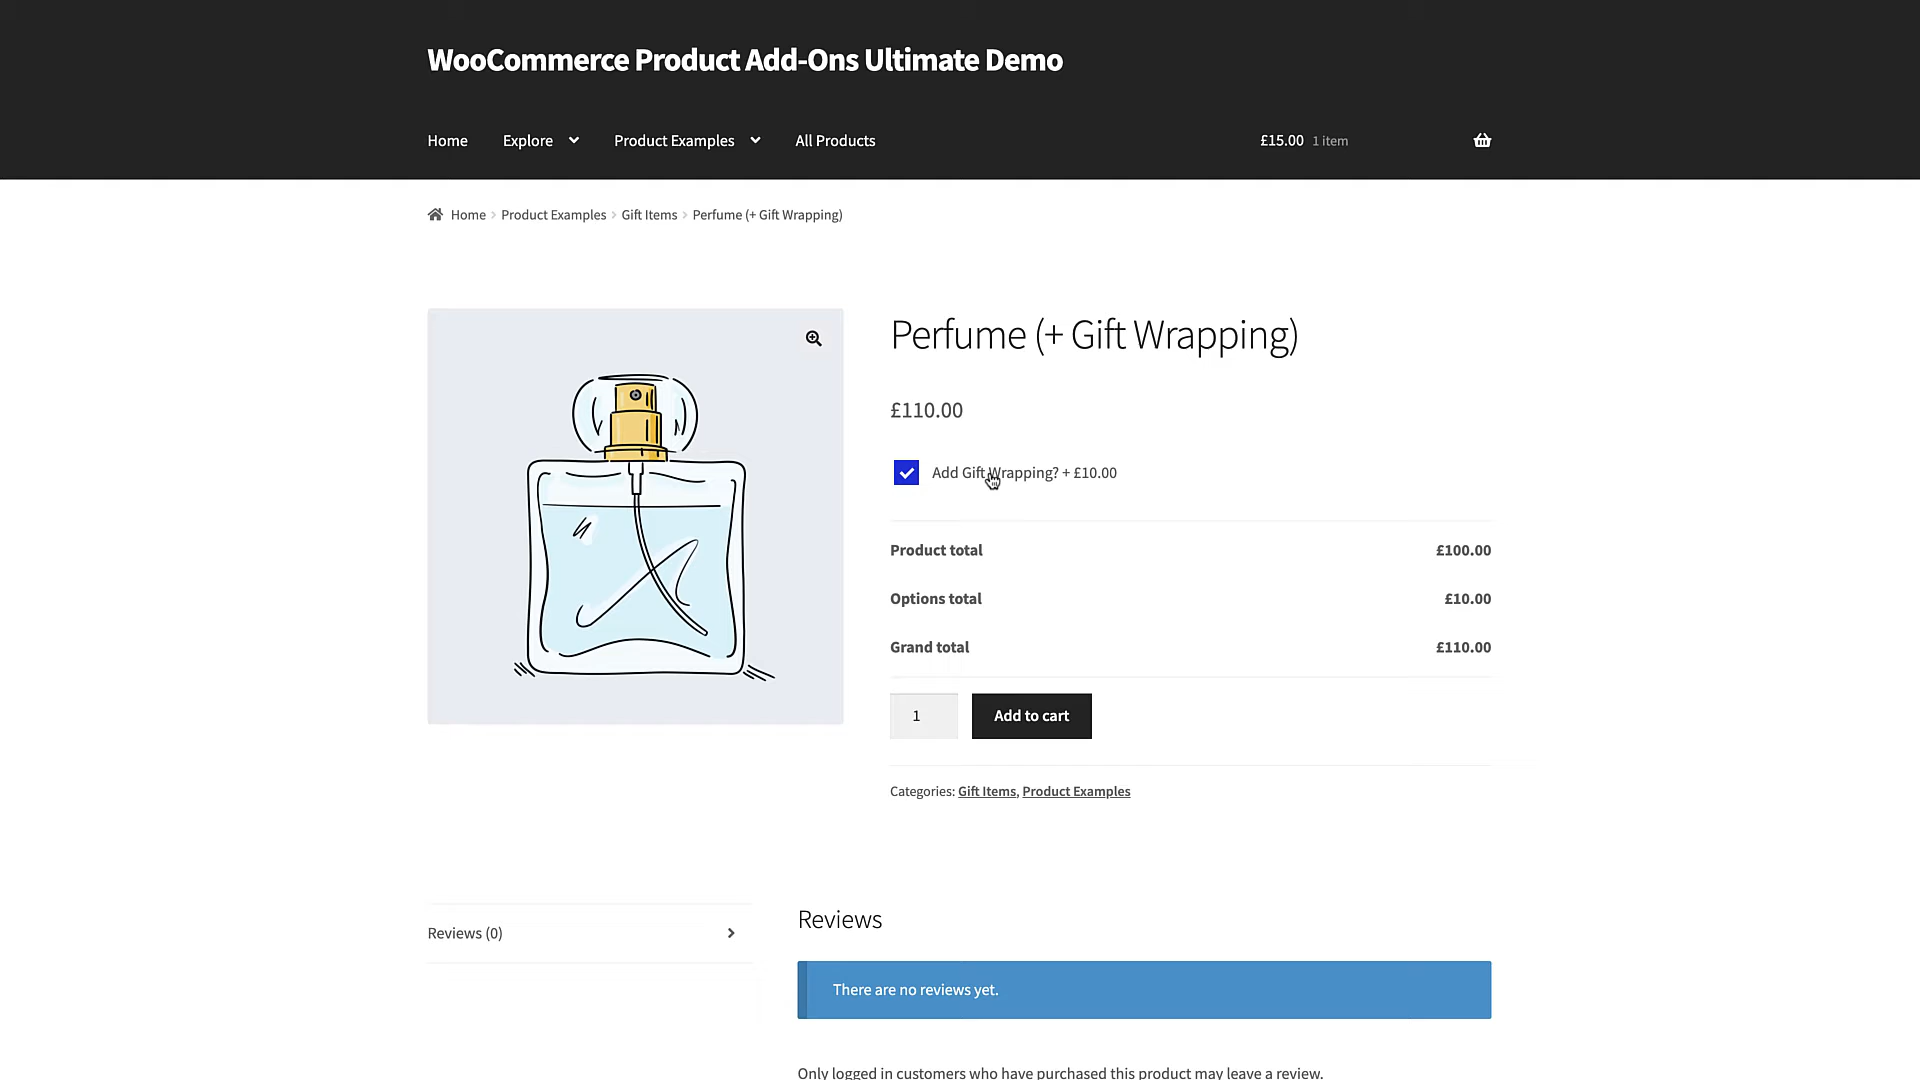 WooCommerce Product Add-Ons Ultimate Demo
Home Explore Product Examples All Products £15.00 1 item
Home Product Examples Gift Items Perfume (+ Gift Wrapping)
Perfume (+ Gift Wrapping)
£110.00
Add Gift Wrapping? + £10.00
Product total £100.00
Options total £10.00
Grand total £110.00
1 Add to cart
Categories: Gift Items, Product Examples
Reviews (0)
Reviews
There are no reviews yet.
Only logged in customers who have purchased this product may leave a review.